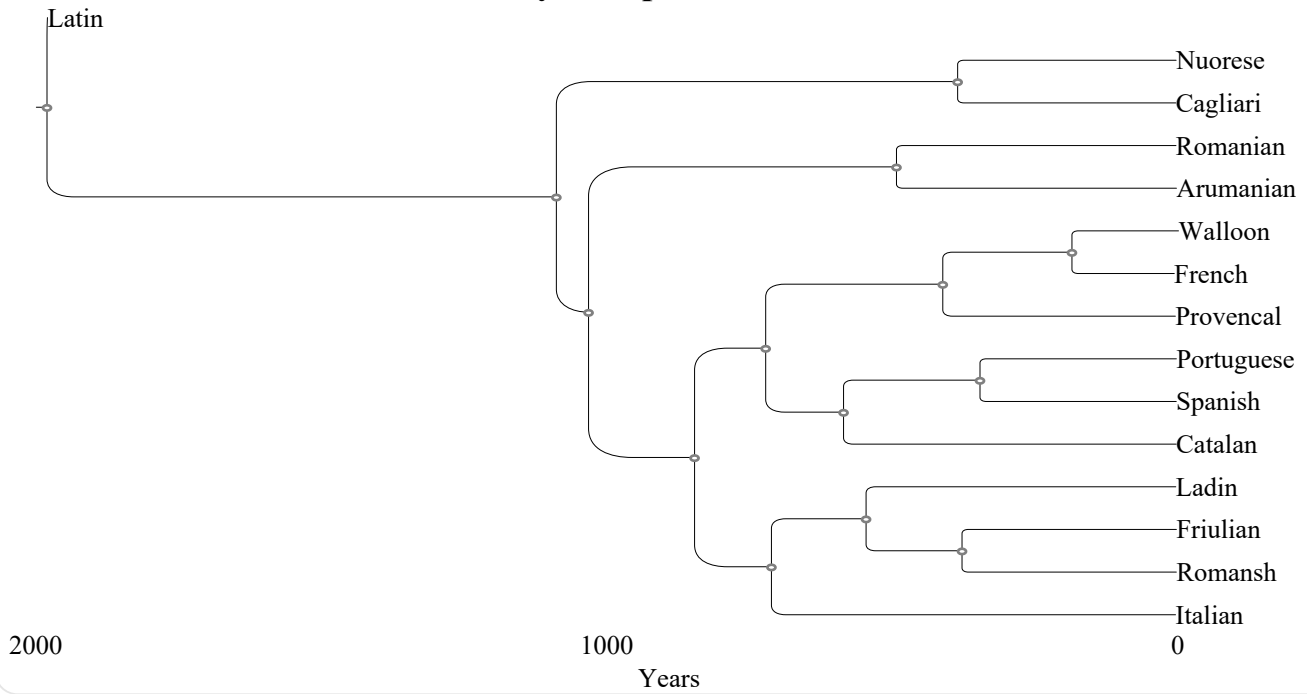 Latin
Nuorese
Cagliari
Romanian
Arumanian
Walloon
French
Provencal
Portuguese
Spanish
Catalan
Ladin
Friulian
Romansh
Italian
2000 1000 0
Years